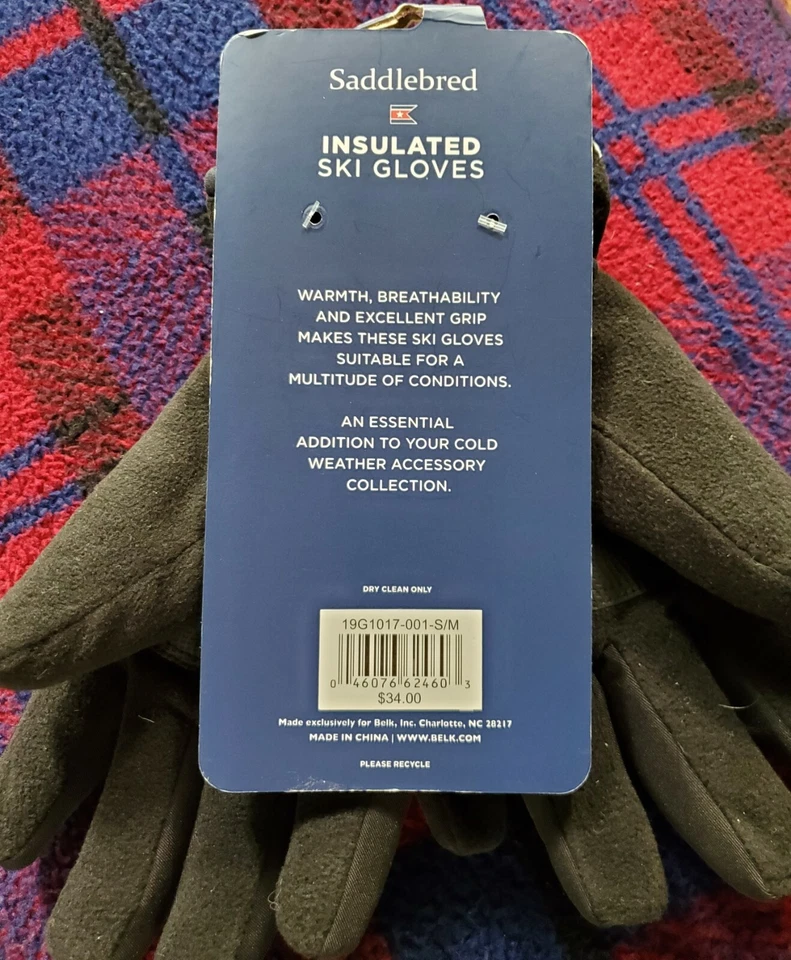 Saddlebred
INSULATED
SKI GLOVES
WARMTH, BREATHABILITY
AND EXCELLENT GRIP
MAKES THESE SKI GLOVES
SUITABLE FOR A
MULTITUDE OF CONDITIONS.
AN ESSENTIAL
ADDITION TO YOUR COLD
WEATHER ACCESSORY
COLLECTION.
DRY CLEAN ONLY
19G1017-001-S/M
0 46076 62460 3
$34.00
Made exclusively for Belk, Inc. Charlotte, NC 28217
MADE IN CHINA | WWW.BELK.COM
PLEASE RECYCLE